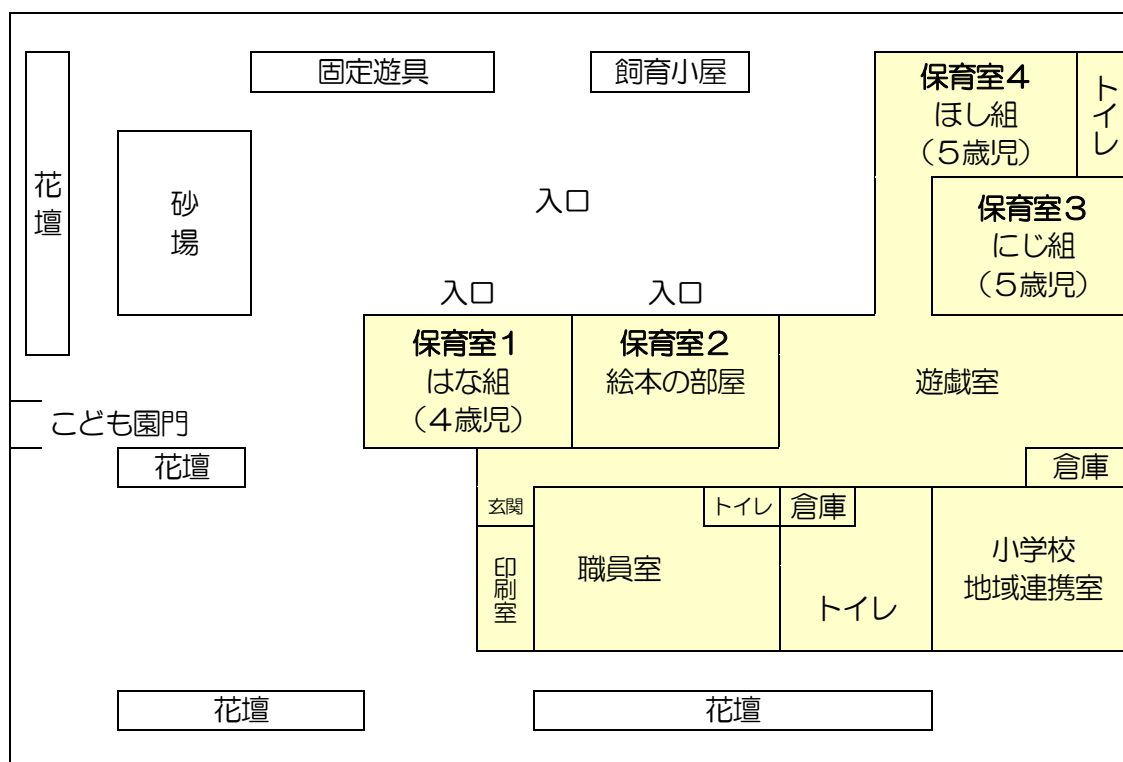 固定遊具
飼育小屋
保育室4
ほし組
（5歳児）
トイレ
花壇
砂場
入口
保育室3
にじ組
（5歳児）
入口
入口
保育室1
はな組
（4歳児）
保育室2
絵本の部屋
遊戯室
こども園門
花壇
倉庫
玄関
トイレ
倉庫
印刷室
職員室
トイレ
小学校
地域連携室
花壇
花壇